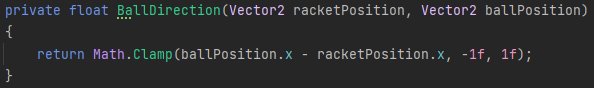 private float BallDirection(Vector2 racketPosition, Vector2 ballPosition)
{
    return Math.Clamp(ballPosition.x - racketPosition.x, -1f, 1f);
}